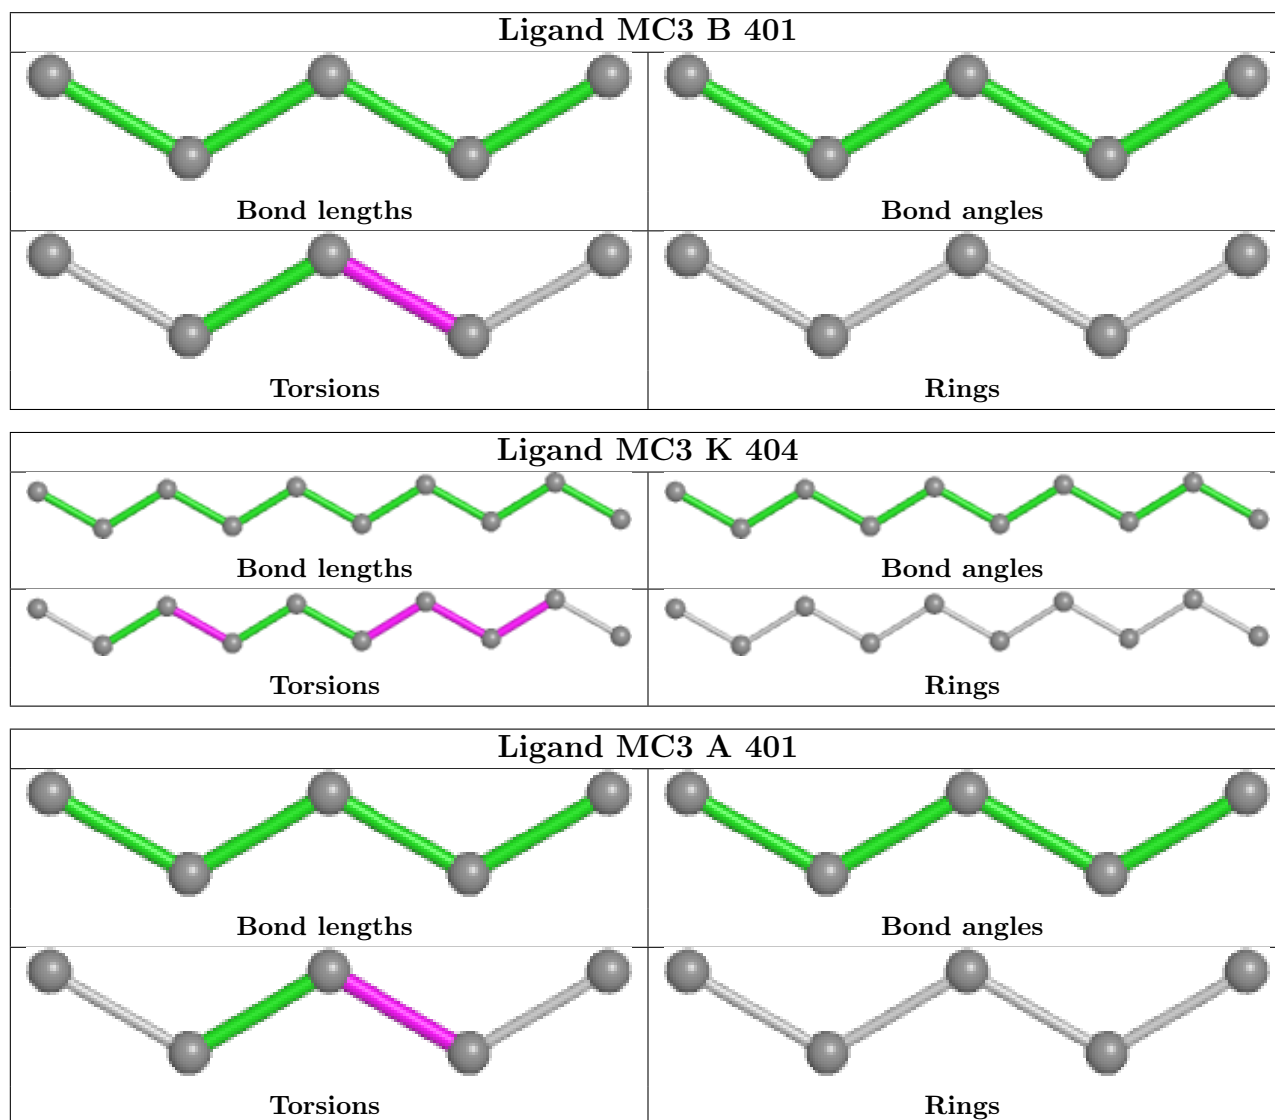 Ligand MC3 B 401
Bond lengths
Bond angles
Torsions
Rings
Ligand MC3 K 404
Bond lengths
Bond angles
Torsions
Rings
Ligand MC3 A 401
Bond lengths
Bond angles
Torsions
Rings